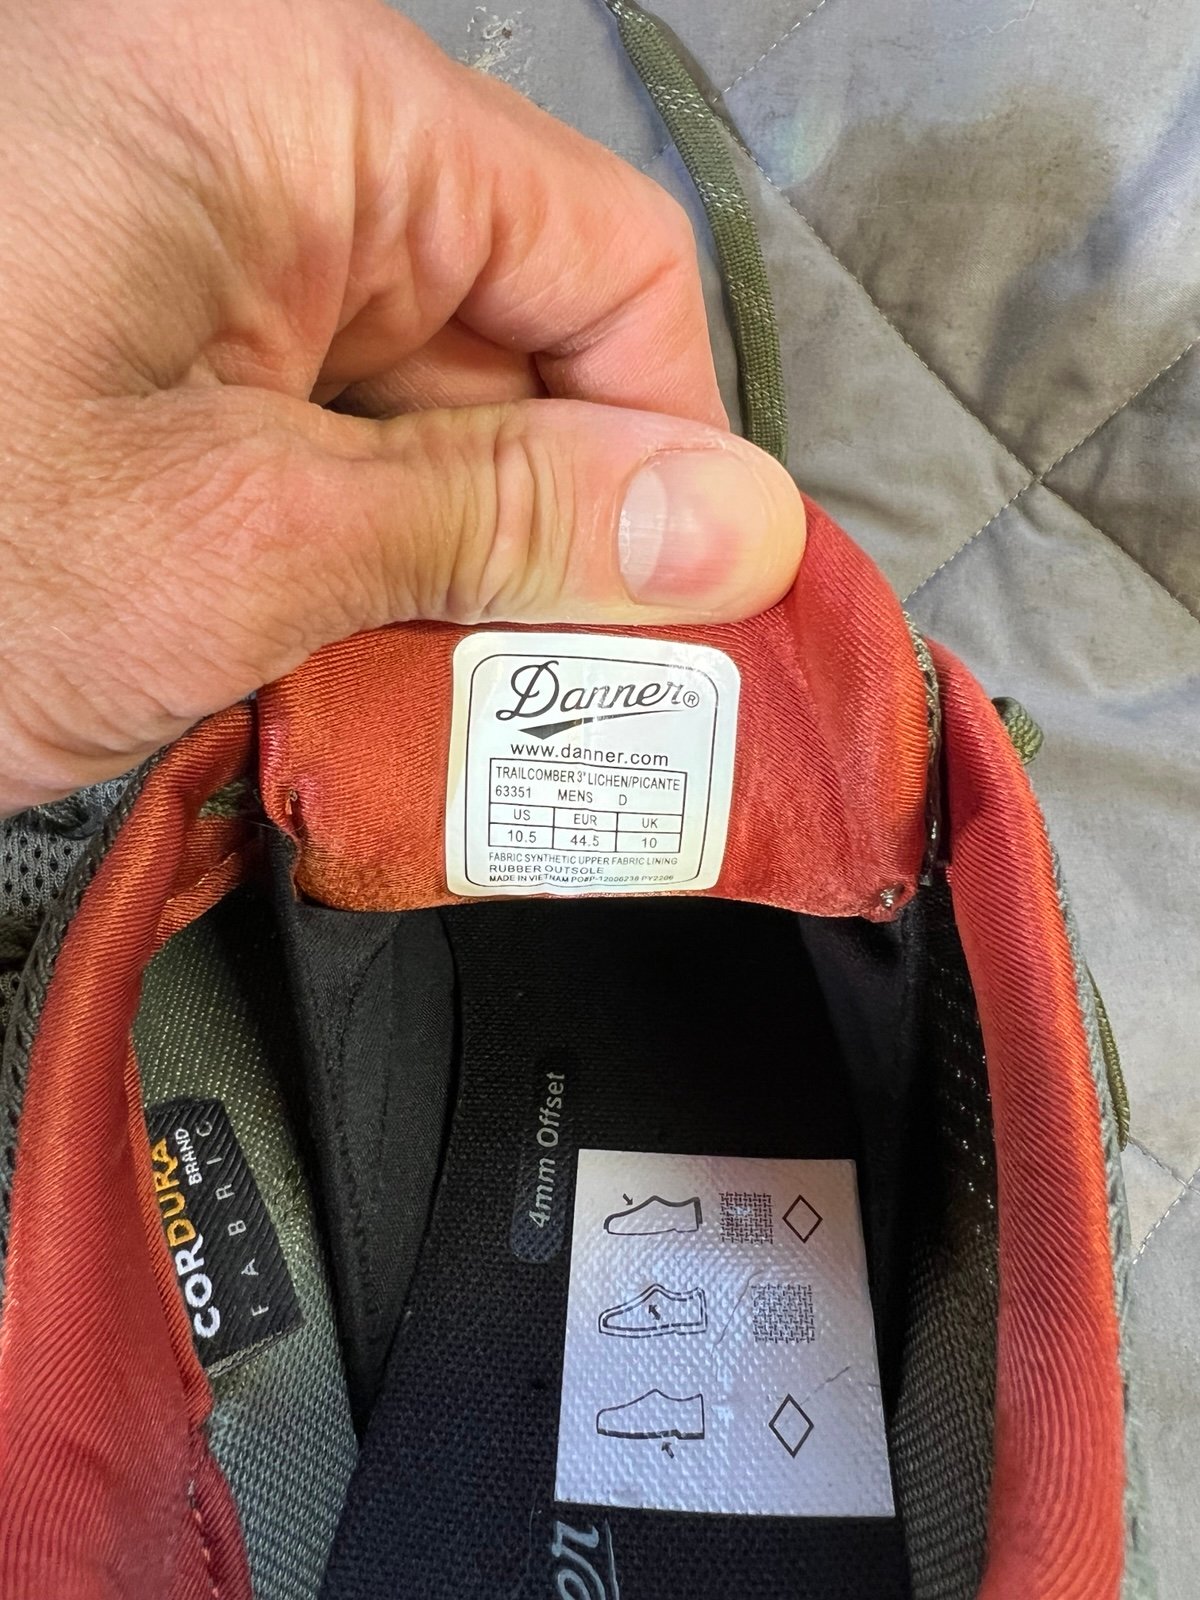 Danner®
www.danner.com
TRAILCOMBER 3" LICHEN/PICANTE
63351 MENS D
US EUR UK
10.5 44.5 10
FABRIC SYNTHETIC UPPER FABRIC LINING
RUBBER OUTSOLE
MADE IN VIETNAM PO#P-12006238 PY2206
4mm Offset
CORDURA
BRAND
FABRIC